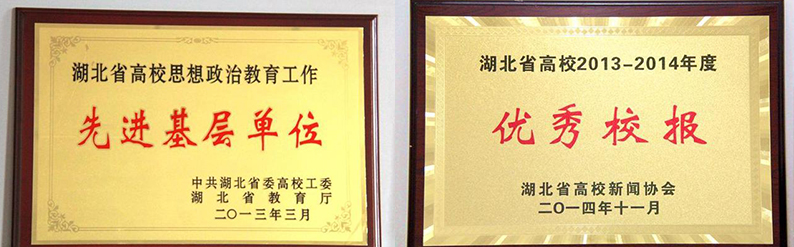 湖北省高校思想政治教育工作
先进基层单位
中共湖北省委高校工委
湖北省教育厅
二〇一三年三月
湖北省高校2013-2014年度
优秀校报
湖北省高校新闻协会
二〇一四年十一月